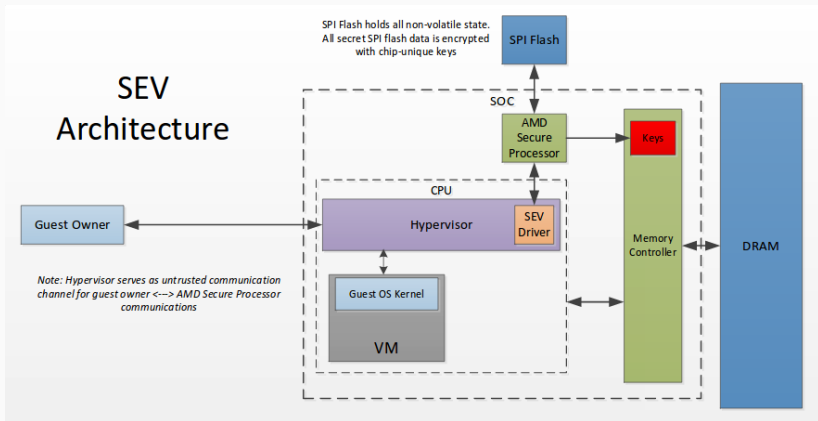 SPI Flash holds all non-volatile state.
All secret SPI flash data is encrypted
with chip-unique keys
SPI Flash
SEV
Architecture
SOC
AMD
Secure
Processor
Keys
CPU
Guest Owner
Hypervisor
SEV
Driver
Memory
Controller
DRAM
Note: Hypervisor serves as untrusted communication
channel for guest owner <---> AMD Secure Processor
communications
Guest OS Kernel
VM